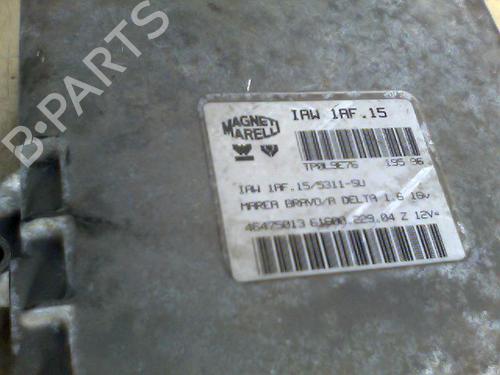 B-PARTS
MAGNETI MARELLI
IAW 1AF.15
TP0L9E76 195 96
IAW 1AF.15/5311-SU
MAREA BRAVO/A DELTA 1.6 16v
46475013 61600.229.04 Z 12V=